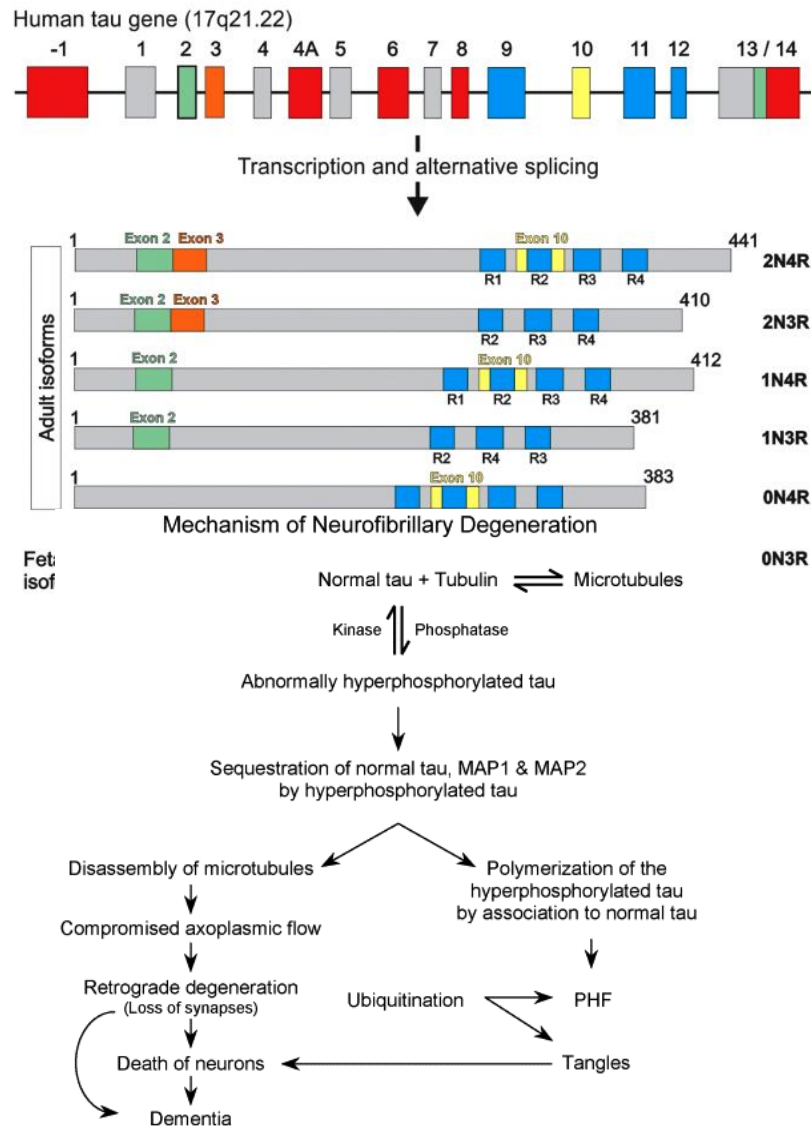 Human tau gene (17q21.22)
-1 1 2 3 4 4A 5 6 7 8 9 10 11 12 13 / 14
Transcription and alternative splicing
Adult isoforms
1 Exon 2 Exon 3 Exon 10 441
2N4R
R1 R2 R3 R4
1 Exon 2 Exon 3 410
2N3R
R2 R3 R4
1 Exon 2 Exon 10 412
1N4R
R1 R2 R3 R4
1 Exon 2 381
1N3R
R2 R4 R3
1 Exon 10 383
0N4R
Mechanism of Neurofibrillary Degeneration
0N3R
Normal tau + Tubulin Microtubules
Kinase Phosphatase
Abnormally hyperphosphorylated tau
Sequestration of normal tau, MAP1 & MAP2
by hyperphosphorylated tau
Disassembly of microtubules
Polymerization of the
hyperphosphorylated tau
by association to normal tau
Compromised axoplasmic flow
Retrograde degeneration
(Loss of synapses)
Ubiquitination PHF
Death of neurons Tangles
Dementia